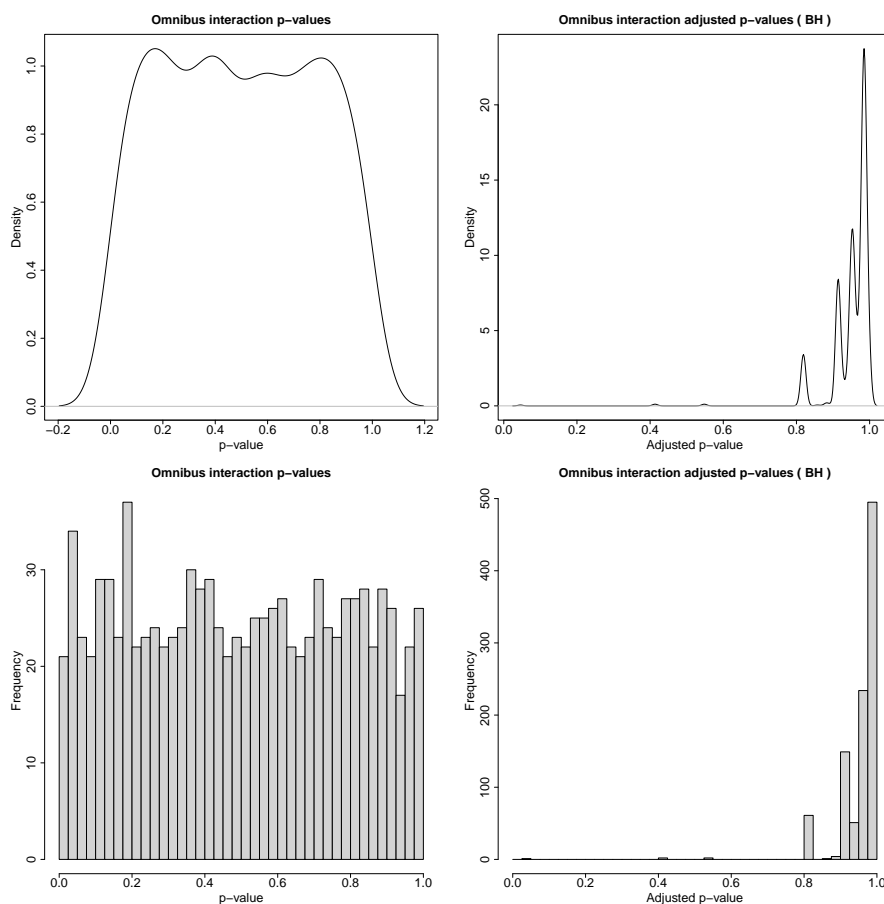 Omnibus interaction p−values
Density
0.0 0.2 0.4 0.6 0.8 1.0
−0.2 0.0 0.2 0.4 0.6 0.8 1.0 1.2
p−value
Omnibus interaction adjusted p−values ( BH )
Density
0 5 10 15 20
0.0 0.2 0.4 0.6 0.8 1.0
Adjusted p−value
Omnibus interaction p−values
Frequency
0 10 20 30
0.0 0.2 0.4 0.6 0.8 1.0
p−value
Omnibus interaction adjusted p−values ( BH )
Frequency
0 100 200 300 400 500
0.0 0.2 0.4 0.6 0.8 1.0
Adjusted p−value